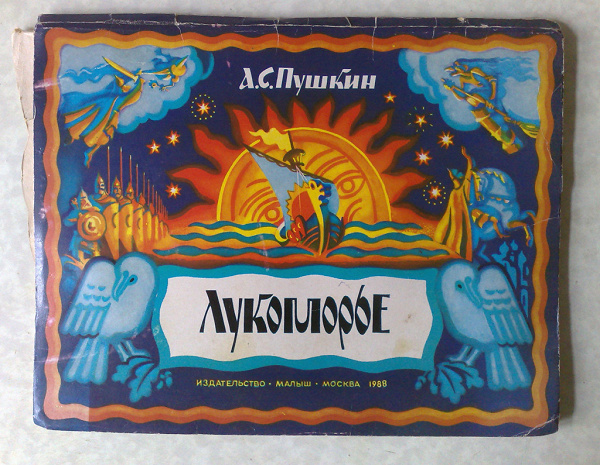 А.С.Пушкин
Лукоморье
ИЗДАТЕЛЬСТВО • МАЛЫШ • МОСКВА 1988